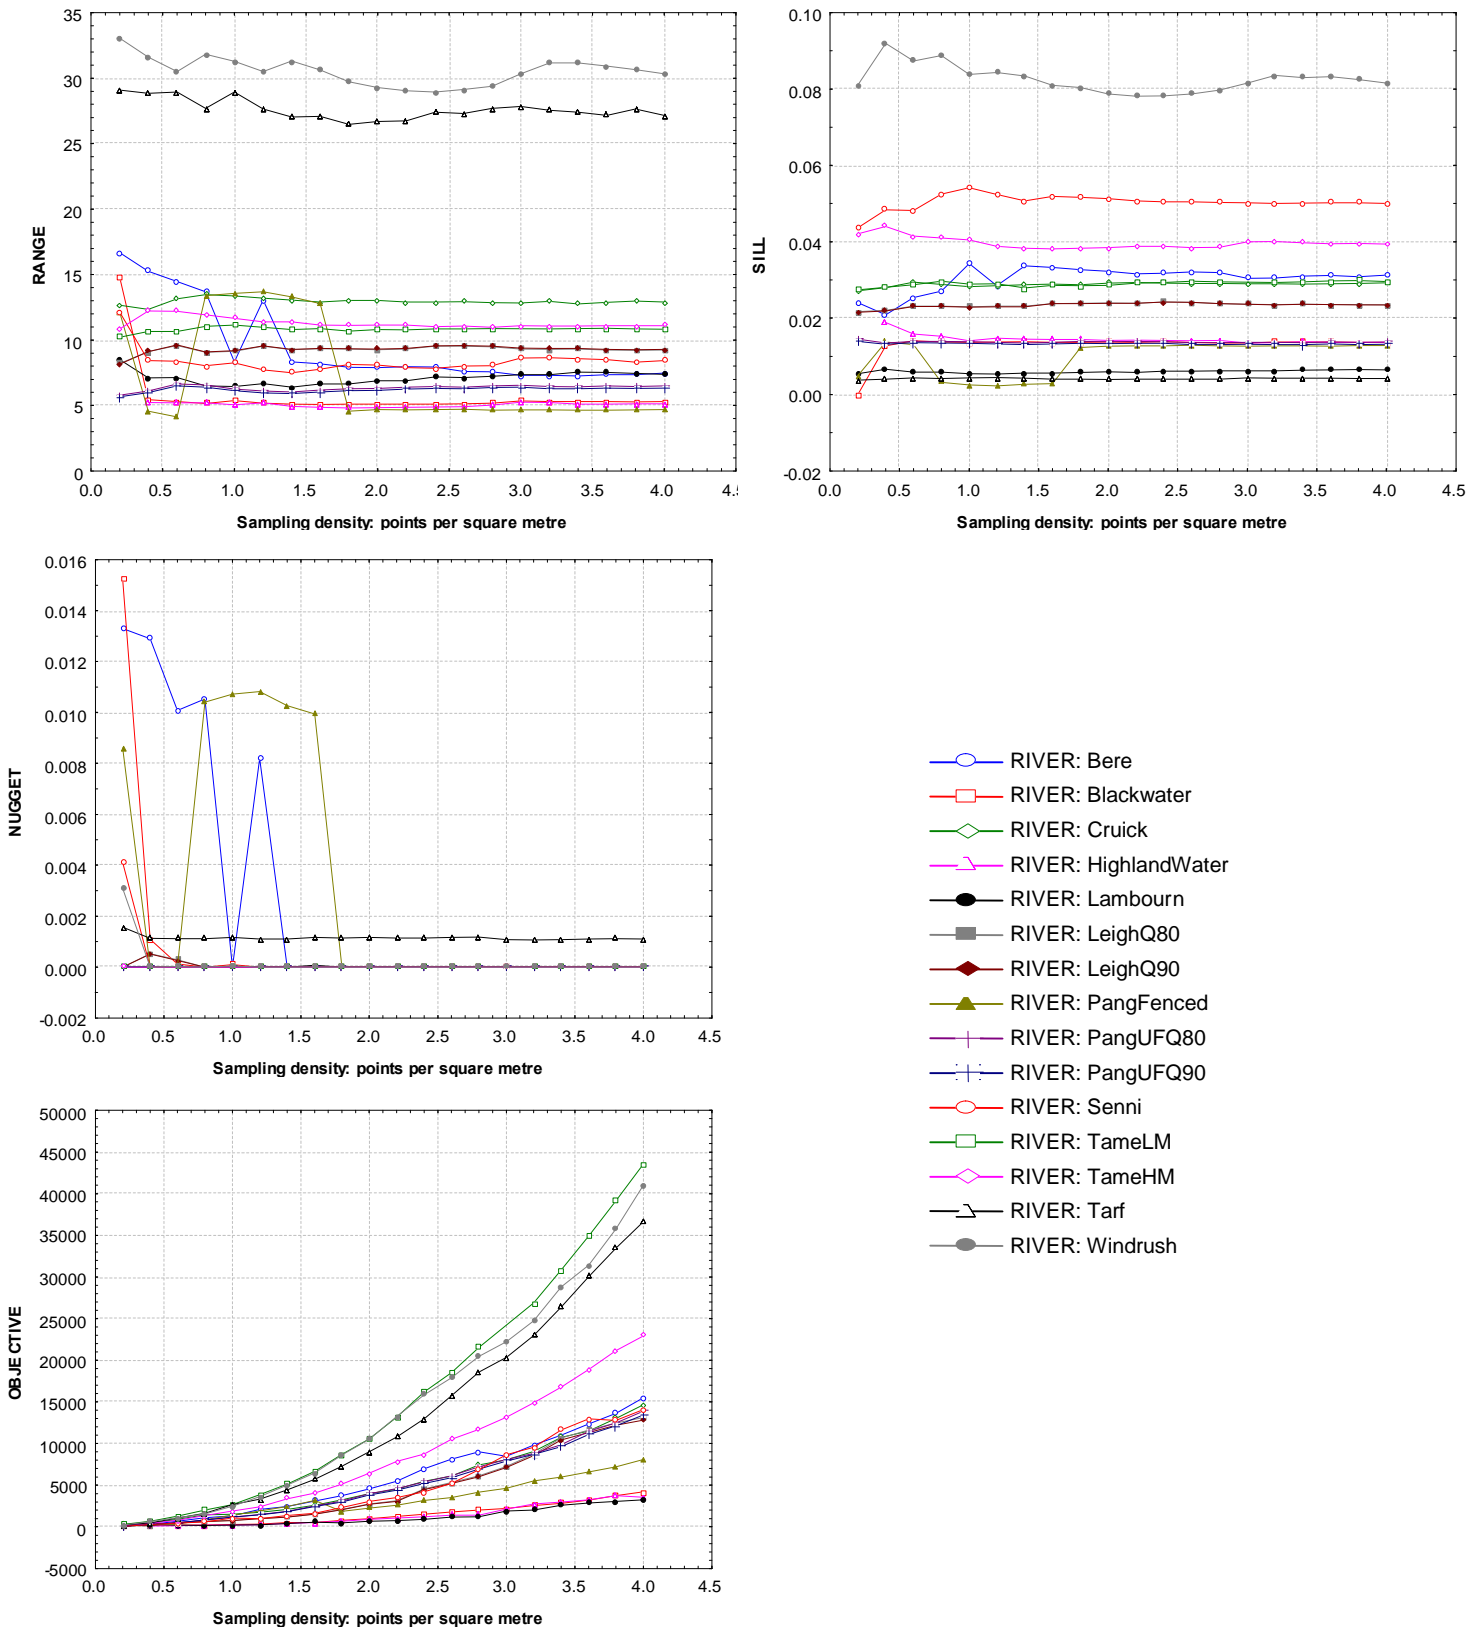 35
30
25
20
15
10
5
0
RANGE
0.0 0.5 1.0 1.5 2.0 2.5 3.0 3.5 4.0 4.5
Sampling density: points per square metre
0.10
0.08
0.06
0.04
0.02
0.00
-0.02
SILL
0.0 0.5 1.0 1.5 2.0 2.5 3.0 3.5 4.0 4.5
Sampling density: points per square metre
0.016
0.014
0.012
0.010
0.008
0.006
0.004
0.002
0.000
-0.002
NUGGET
0.0 0.5 1.0 1.5 2.0 2.5 3.0 3.5 4.0 4.5
Sampling density: points per square metre
RIVER: Bere
RIVER: Blackwater
RIVER: Cruick
RIVER: HighlandWater
RIVER: Lambourn
RIVER: LeighQ80
RIVER: LeighQ90
RIVER: PangFenced
RIVER: PangUFQ80
RIVER: PangUFQ90
RIVER: Senni
RIVER: TameLM
RIVER: TameHM
RIVER: Tarf
RIVER: Windrush
50000
45000
40000
35000
30000
25000
20000
15000
10000
5000
0
-5000
OBJECTIVE
0.0 0.5 1.0 1.5 2.0 2.5 3.0 3.5 4.0 4.5
Sampling density: points per square metre